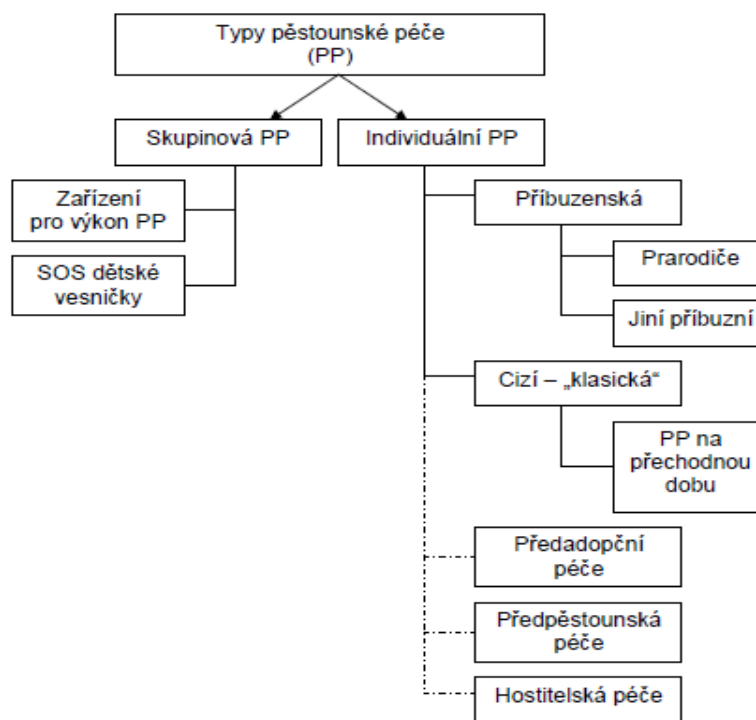 Typy pěstounské péče
(PP)
Skupinová PP
Individuální PP
Zařízení
pro výkon PP
SOS dětské
vesničky
Příbuzenská
Prarodiče
Jiní příbuzní
Cizí – „klasická“
PP na
přechodnou
dobu
Předadopční
péče
Předpěstounská
péče
Hostitelská péče